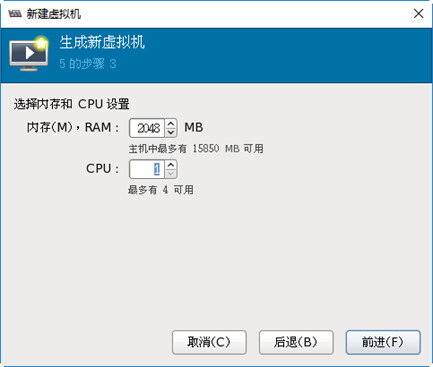 新建虚拟机
生成新虚拟机
5 的步骤 3
选择内存和 CPU 设置
内存(M)，RAM： 2048 MB
主机中最多有 15850 MB 可用
CPU： 1
最多有 4 可用
取消(C) 后退(B) 前进(F)